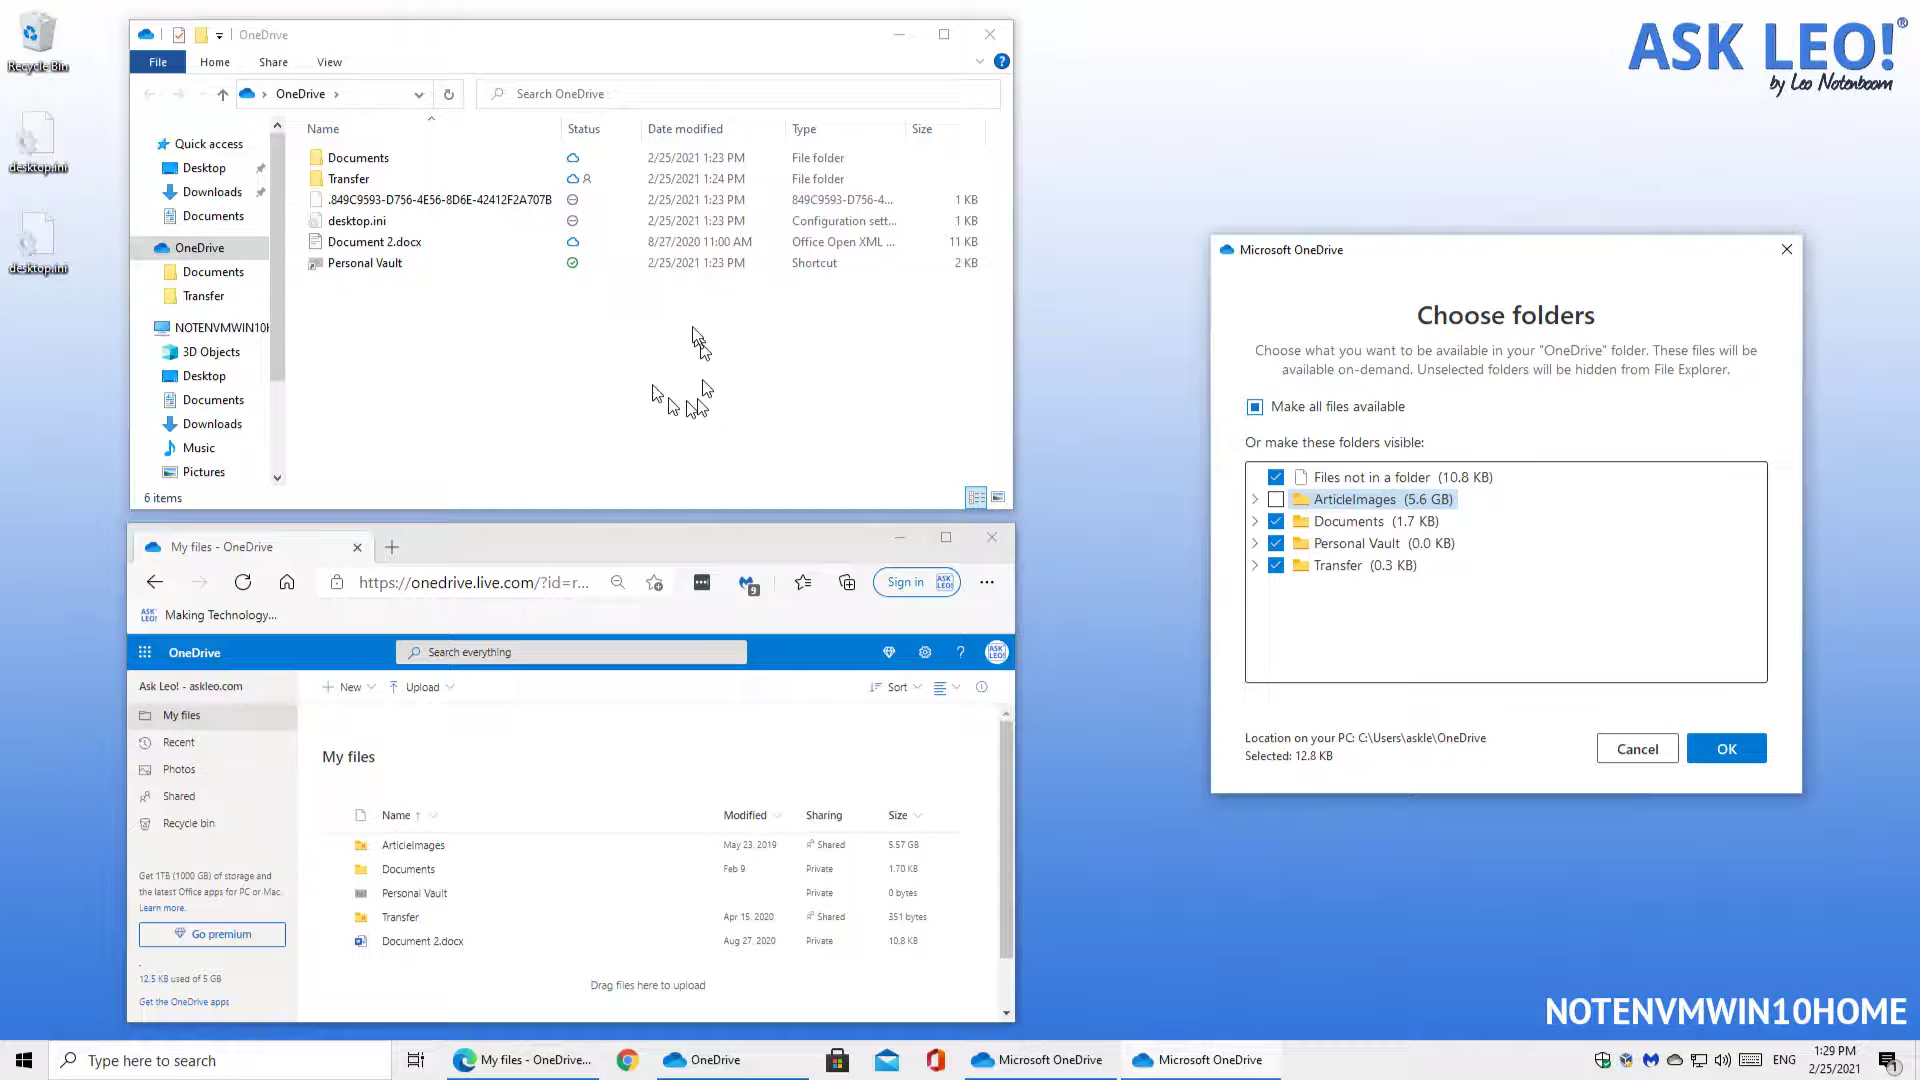 Recycle Bin
desktop.ini
desktop.ini
OneDrive
File Home Share View
OneDrive
Search OneDrive
Name Status Date modified Type Size
Documents 2/25/2021 1:23 PM File folder
Transfer 2/25/2021 1:24 PM File folder
.849C9593-D756-4E56-8D6E-42412F2A707B 2/25/2021 1:23 PM 849C9593-D756-4... 1 KB
desktop.ini 2/25/2021 1:23 PM Configuration sett... 1 KB
Document 2.docx 8/27/2020 11:00 AM Office Open XML ... 11 KB
Personal Vault 2/25/2021 1:23 PM Shortcut 2 KB
Quick access
Desktop
Downloads
Documents
OneDrive
Documents
Transfer
NOTENVMWIN10H
3D Objects
Desktop
Documents
Downloads
Music
Pictures
6 items
My files - OneDrive
https://onedrive.live.com/?id=r...
9
Sign in
ASK LEO!
ASK LEO!
Making Technology...
OneDrive
Search everything
?
ASK LEO!
Ask Leo! - askleo.com
My files
Recent
Photos
Shared
Recycle bin
Get 1TB (1000 GB) of storage and
the latest Office apps for PC or Mac.
Learn more.
Go premium
12.5 KB used of 5 GB
Get the OneDrive apps
New Upload Sort
My files
Name Modified Sharing Size
ArticleImages May 23, 2019 Shared 5.57 GB
Documents Feb 9 Private 1.70 KB
Personal Vault Private 0 bytes
Transfer Apr 15, 2020 Shared 351 bytes
Document 2.docx Aug 27, 2020 Private 10.8 KB
Drag files here to upload
ASK LEO!®
by Leo Notenboom
Microsoft OneDrive
Choose folders
Choose what you want to be available in your "OneDrive" folder. These files will be
available on-demand. Unselected folders will be hidden from File Explorer.
Make all files available
Or make these folders visible:
Files not in a folder (10.8 KB)
ArticleImages (5.6 GB)
Documents (1.7 KB)
Personal Vault (0.0 KB)
Transfer (0.3 KB)
Location on your PC: C:\Users\askle\OneDrive
Selected: 12.8 KB
Cancel OK
NOTENVMWIN10HOME
Type here to search
My files - OneDrive...
OneDrive
Microsoft OneDrive
Microsoft OneDrive
ENG
1:29 PM
2/25/2021
1